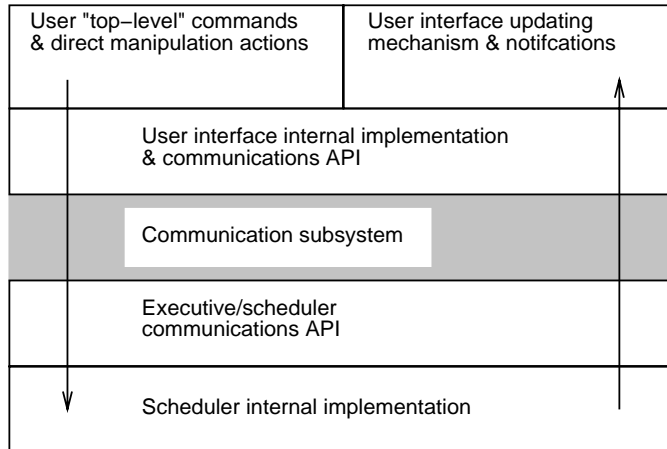 User "top−level" commands
& direct manipulation actions
User interface updating
mechanism & notifcations
User interface internal implementation
& communications API
Communication subsystem
Executive/scheduler
communications API
Scheduler internal implementation